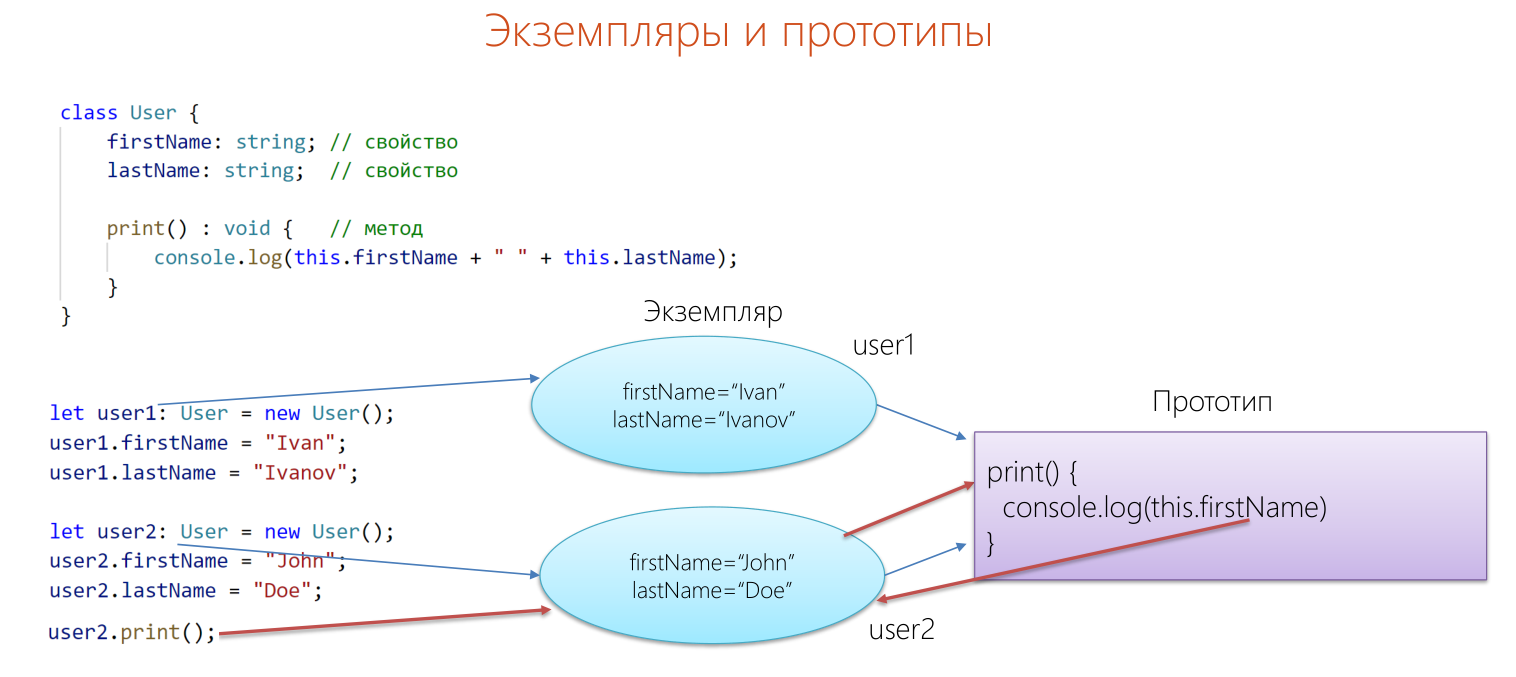 Экземпляры и прототипы
class User {
firstName: string; // свойство
lastName: string; // свойство
print() : void { // метод
console.log(this.firstName + " " + this.lastName);
}
}
Экземпляр
user1
firstName=“Ivan”
lastName=“Ivanov”
let user1: User = new User();
user1.firstName = "Ivan";
user1.lastName = "Ivanov";
Прототип
print() {
console.log(this.firstName)
}
let user2: User = new User();
user2.firstName = "John";
user2.lastName = "Doe";
user2.print();
firstName=“John”
lastName=“Doe”
user2